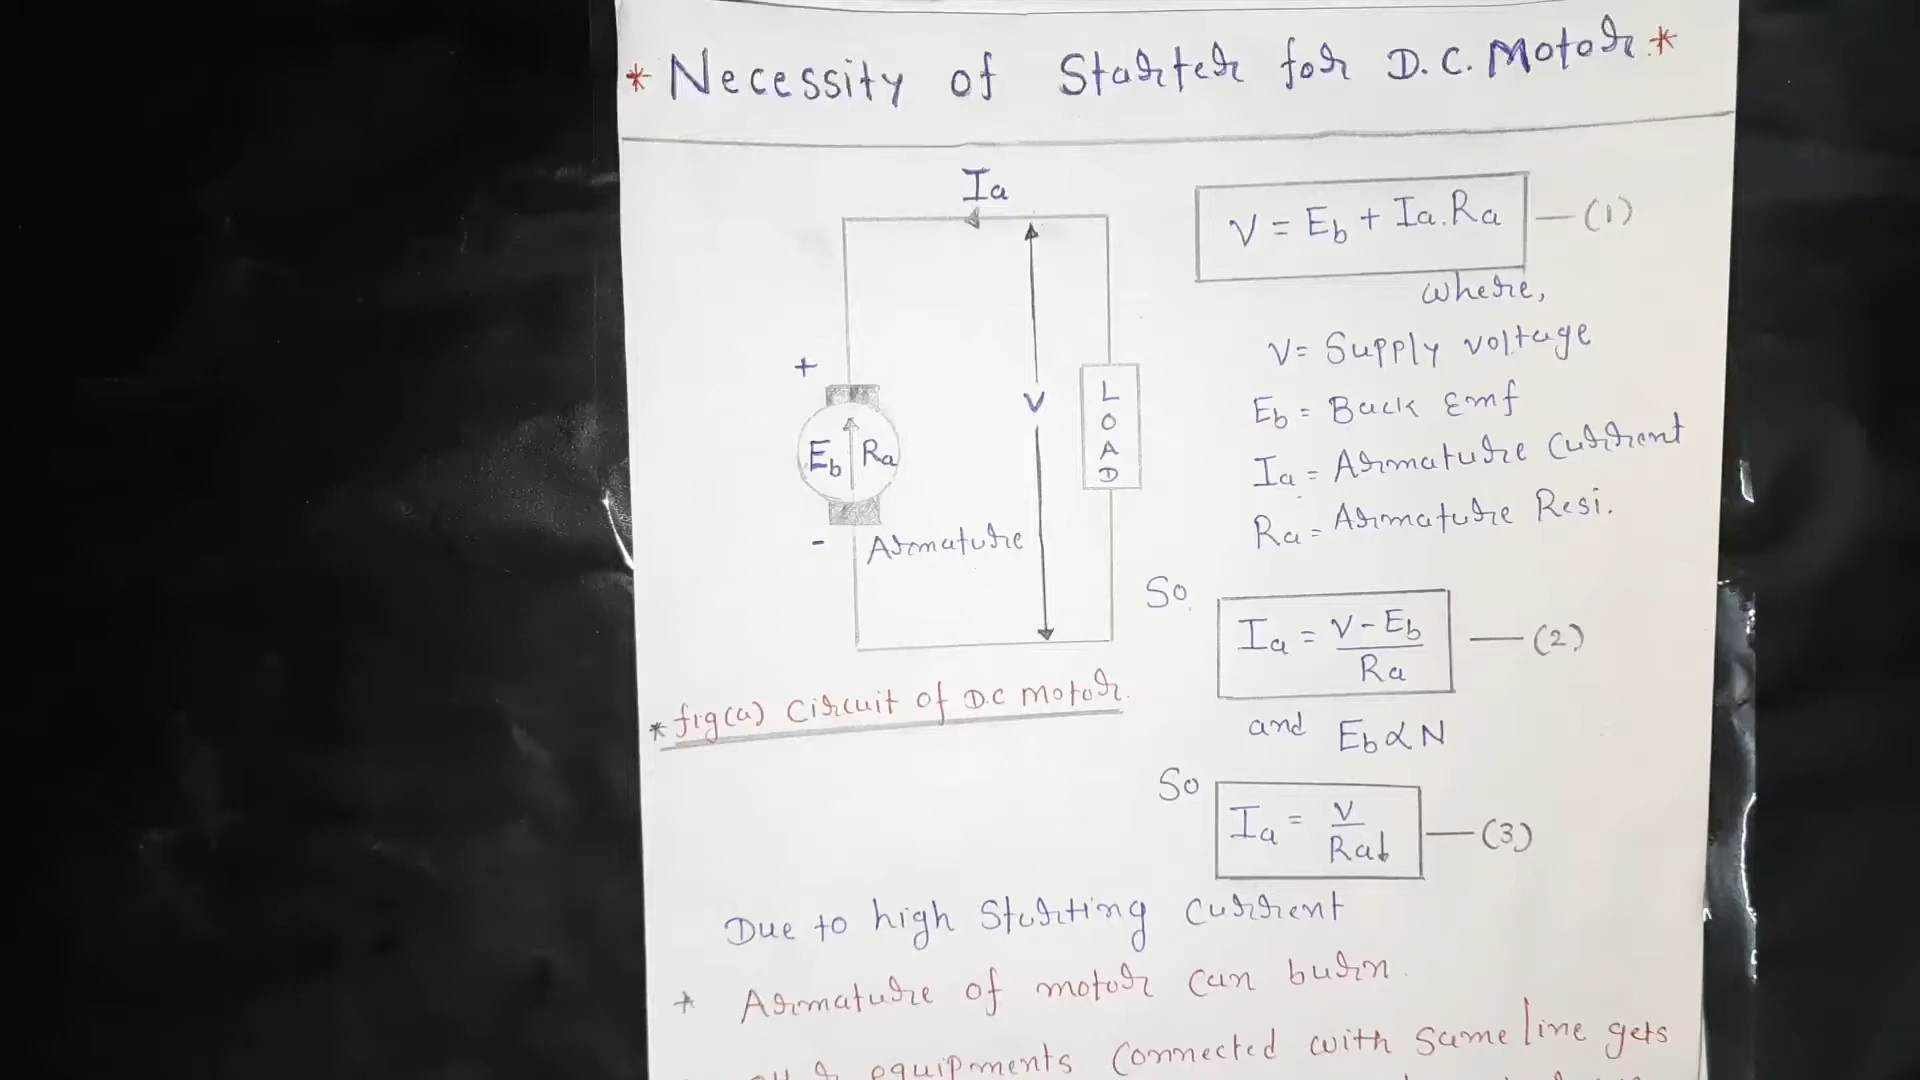 * Necessity of Starter for D.C. Motor *
Ia
+
Eb Ra
-
Armature
V
LOAD
* fig(a) Circuit of D.C motor.
V = Eb + Ia.Ra — (1)
where,
V = Supply voltage
Eb = Back Emf
Ia = Armature Current
Ra = Armature Resi.
So
Ia = V - Eb / Ra — (2)
and Eb ∝ N
So
Ia = V / Ra↓ — (3)
Due to high Starting current
* Armature of motor can burn.
equipments connected with same line gets